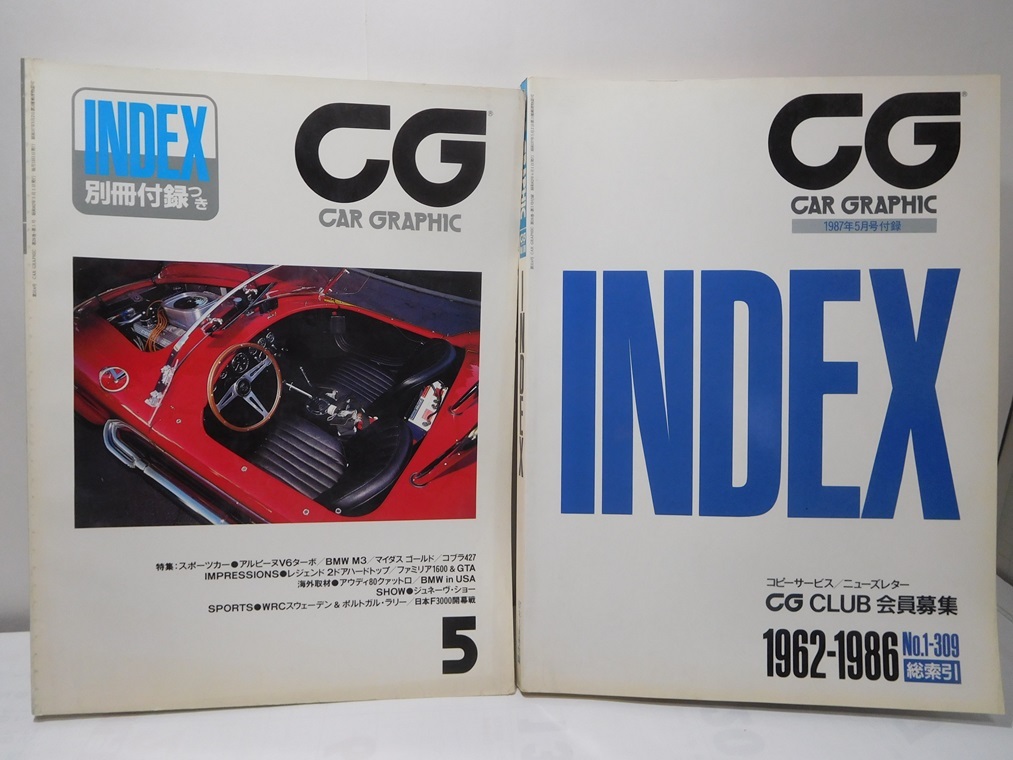 INDEX
別冊付録つき
CG®
CAR GRAPHIC
特集：スポーツカー●アルピーヌV6ターボ／BMW M3／マイダス ゴールド／コブラ427
IMPRESSIONS●レジェンド 2ドアハードトップ／ファミリア1600 & GTA
海外取材●アウディ80クァットロ／BMW in USA
SHOW●ジュネーヴ・ショー
SPORTS●WRCスウェーデン & ポルトガル・ラリー／日本F3000開幕戦
5
INDEX
CG®
CAR GRAPHIC
1987年5月号付録
INDEX
コピーサービス／ニューズレター
CG CLUB 会員募集
1962-1986 No.1-309
総索引